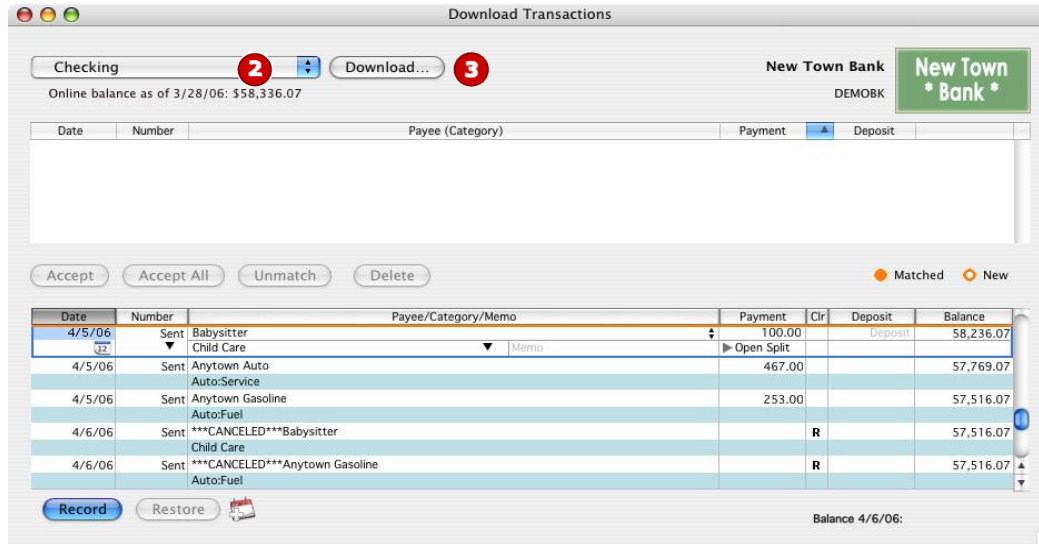 Download Transactions
Checking 2 Download... 3
New Town Bank
New Town
* Bank *
Online balance as of 3/28/06: $58,336.07
DEMOBK
Date Number Payee (Category) Payment Deposit
Accept Accept All Unmatch Delete Matched New
Date Number Payee/Category/Memo Payment Clr Deposit Balance
4/5/06 Sent Babysitter 100.00 Deposit 58,236.07
12 Child Care Memo Open Split
4/5/06 Sent Anytown Auto 467.00 57,769.07
Auto:Service
4/5/06 Sent Anytown Gasoline 253.00 57,516.07
Auto:Fuel
4/6/06 Sent ***CANCELED***Babysitter R 57,516.07
Child Care
4/6/06 Sent ***CANCELED***Anytown Gasoline R 57,516.07
Auto:Fuel
Record Restore
Balance 4/6/06: